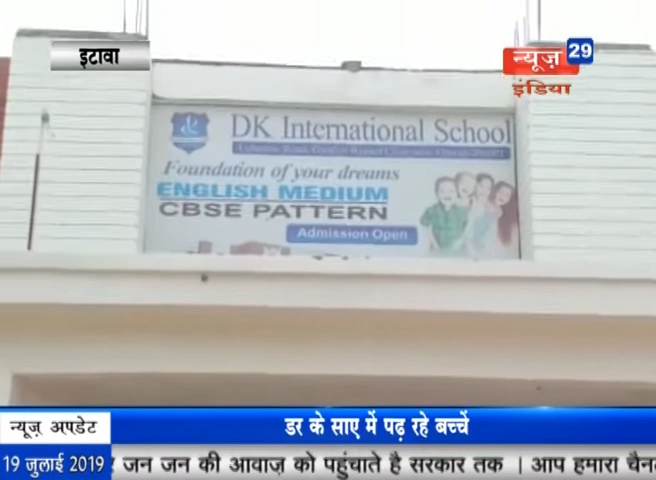 इटावा
न्यूज़ 29
इंडिया
DK International School
Foundation of your dreams
ENGLISH MEDIUM
CBSE PATTERN
Admission Open
न्यूज़ अपडेट
डर के साए में पढ़ रहे बच्चें
19 जुलाई 2019
जन जन की आवाज़ को पहुंचाते है सरकार तक । आप हमारा